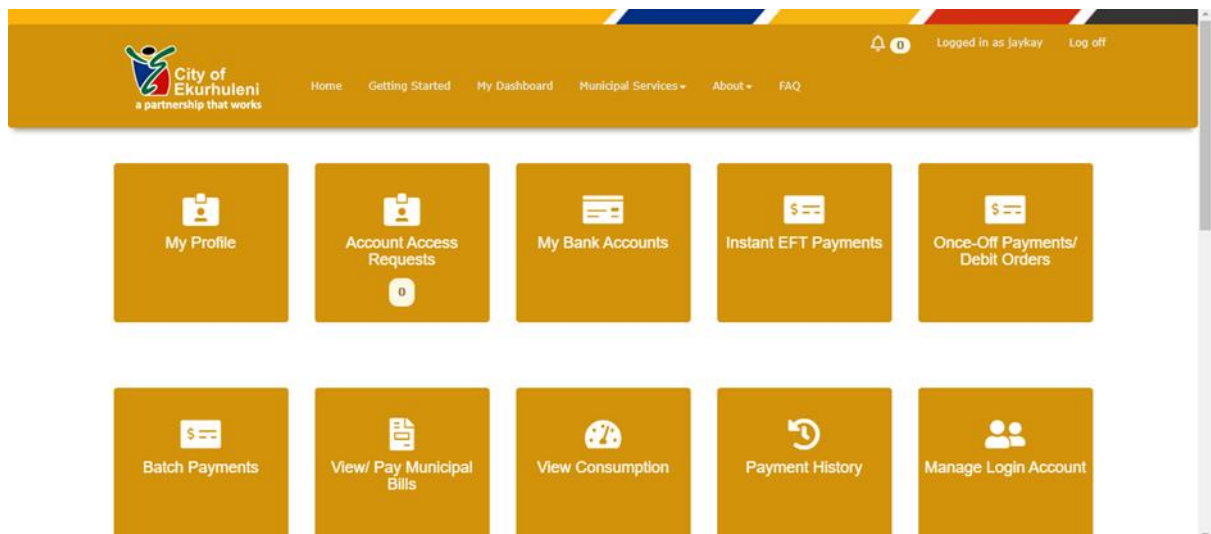 0 Logged in as jaykay Log off
City of
Ekurhuleni
a partnership that works
Home Getting Started My Dashboard Municipal Services About FAQ
My Profile
Account Access
Requests
0
My Bank Accounts
Instant EFT Payments
Once-Off Payments/
Debit Orders
Batch Payments
View/ Pay Municipal
Bills
View Consumption
Payment History
Manage Login Account